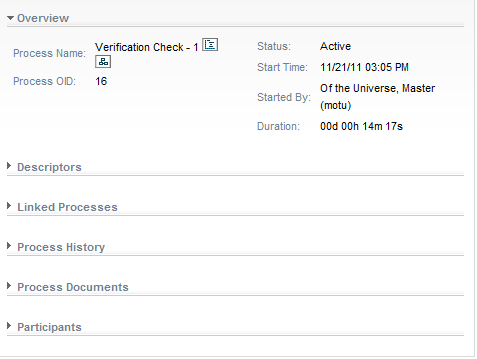 Overview
Process Name: Verification Check - 1
Process OID: 16
Status: Active
Start Time: 11/21/11 03:05 PM
Started By: Of the Universe, Master
(motu)
Duration: 00d 00h 14m 17s
Descriptors
Linked Processes
Process History
Process Documents
Participants